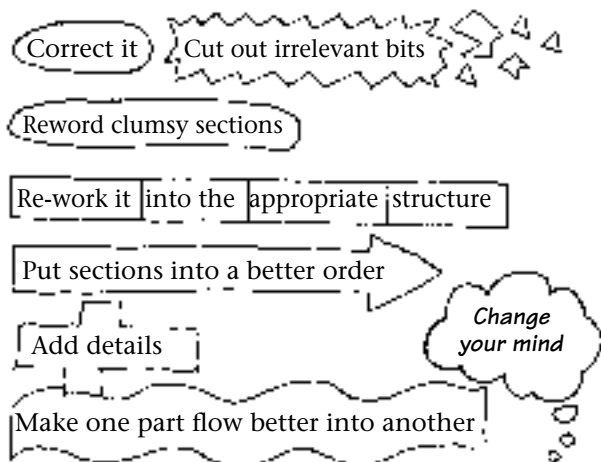 Correct it
Cut out irrelevant bits
Reword clumsy sections
Re-work it into the appropriate structure
Put sections into a better order
Change
your mind
Add details
Make one part flow better into another